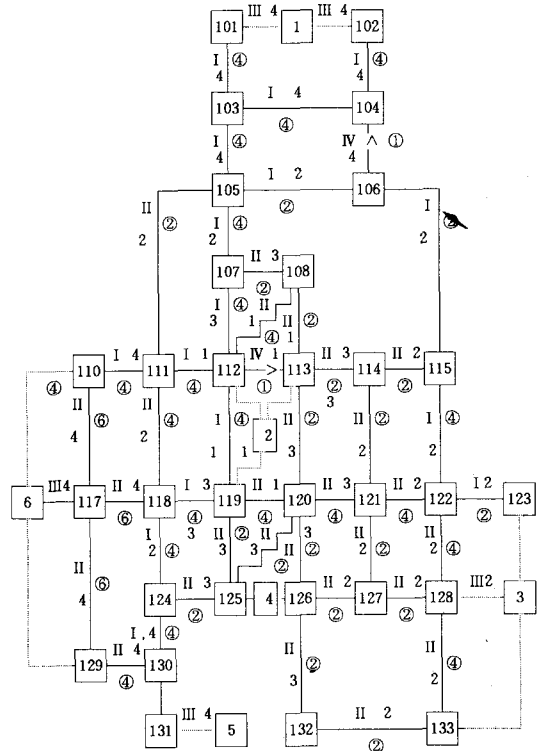 101 III 4 1 III 4 102
I ④ I ④
4 4
103 I 4 104
④
I ④ IV ①
4 4
105 I 2 106
②
II ② I ④ I
2 2 2
107 II 3 108
②
I ④ II II ②
3 1 ④ 1
110 I 4 111 I 1 112 IV 1 113 II 3 114 II 2 115
④ ④ ④ ① ② ②
3
II ⑥ II ④ 1 ④ 2 II ② II 1 ④
4 2 1 1 3 2 2
6 III4 117 II 4 118 I 3 119 II 1 120 II 3 121 II 2 122 I 2 123
⑥ ④ ④ ④ ④ ②
I ④ 3 II ② II 3 II ② II ② II ④
2 3 3 ② 2 2
II ⑥ 124 II 3 125 4 126 II 2 127 II 2 128 III2 3
4 ② ② ②
I,4 ④
129 II 4 130 II ② II ④
④ 3 2
131 III 4 5 132 II 2 133
②